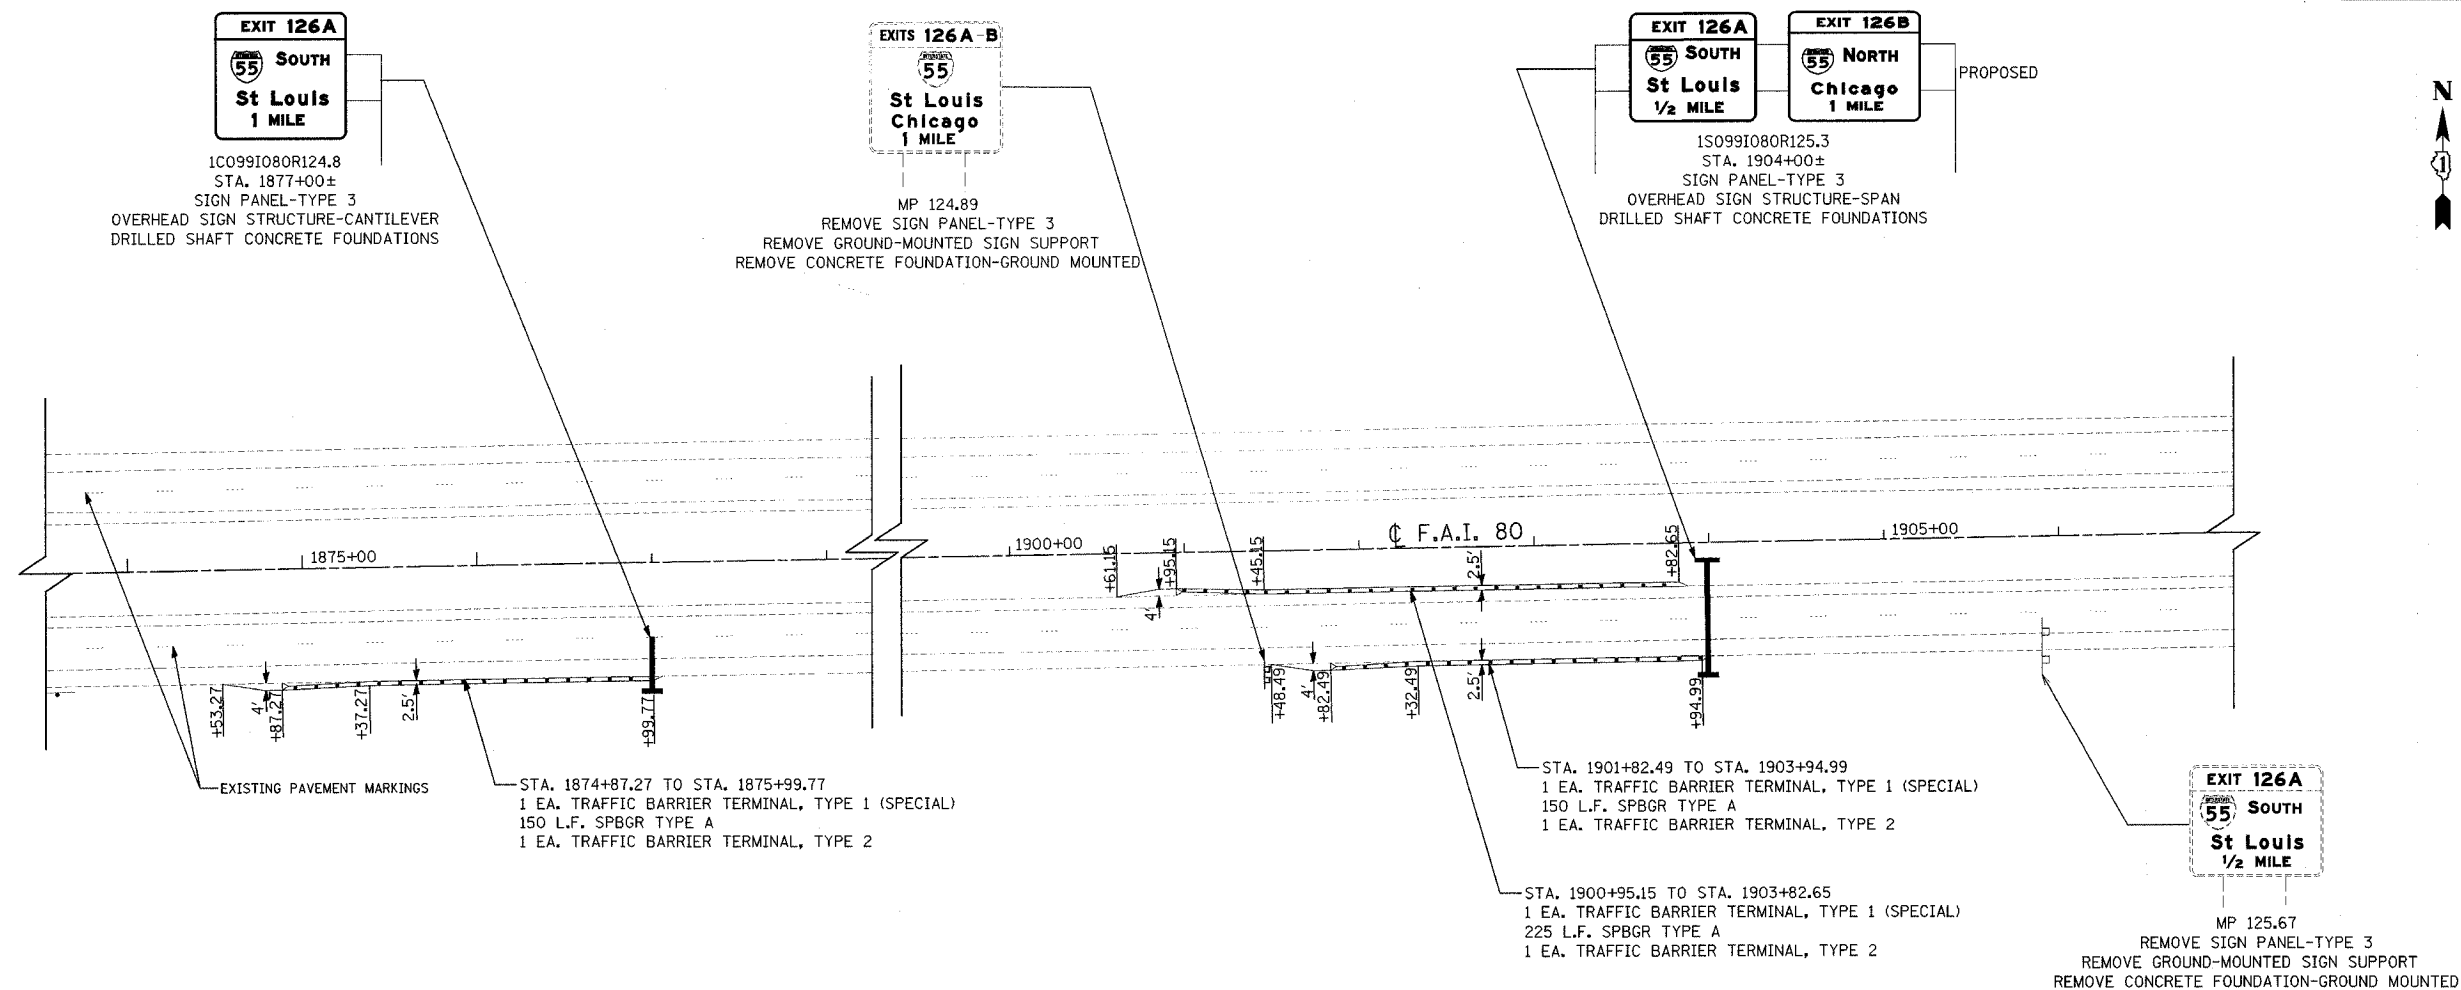 EXIT 126A
INTERSTATE 55 SOUTH
St Louis
1 MILE
1C099I080R124.8
STA. 1877+00±
SIGN PANEL-TYPE 3
OVERHEAD SIGN STRUCTURE-CANTILEVER
DRILLED SHAFT CONCRETE FOUNDATIONS
EXITS 126A-B
INTERSTATE
55
St Louis
Chicago
1 MILE
MP 124.89
REMOVE SIGN PANEL-TYPE 3
REMOVE GROUND-MOUNTED SIGN SUPPORT
REMOVE CONCRETE FOUNDATION-GROUND MOUNTED
EXIT 126A
55 SOUTH
St Louis
1/2 MILE
EXIT 126B
55 NORTH
Chicago
1 MILE
PROPOSED
1S099I080R125.3
STA. 1904+00±
SIGN PANEL-TYPE 3
OVERHEAD SIGN STRUCTURE-SPAN
DRILLED SHAFT CONCRETE FOUNDATIONS
N
1
1875+00
1900+00
℄ F.A.I. 80
1905+00
+61.15
4'
+95.15
+45.15
2.5'
+82.65
+53.27
4'
+87.27
+37.27
2.5'
+99.77
+48.49
4'
+82.49
+32.49
2.5'
+94.99
EXISTING PAVEMENT MARKINGS
STA. 1874+87.27 TO STA. 1875+99.77
1 EA. TRAFFIC BARRIER TERMINAL, TYPE 1 (SPECIAL)
150 L.F. SPBGR TYPE A
1 EA. TRAFFIC BARRIER TERMINAL, TYPE 2
STA. 1901+82.49 TO STA. 1903+94.99
1 EA. TRAFFIC BARRIER TERMINAL, TYPE 1 (SPECIAL)
150 L.F. SPBGR TYPE A
1 EA. TRAFFIC BARRIER TERMINAL, TYPE 2
STA. 1900+95.15 TO STA. 1903+82.65
1 EA. TRAFFIC BARRIER TERMINAL, TYPE 1 (SPECIAL)
225 L.F. SPBGR TYPE A
1 EA. TRAFFIC BARRIER TERMINAL, TYPE 2
EXIT 126A
55 SOUTH
St Louis
1/2 MILE
MP 125.67
REMOVE SIGN PANEL-TYPE 3
REMOVE GROUND-MOUNTED SIGN SUPPORT
REMOVE CONCRETE FOUNDATION-GROUND MOUNTED